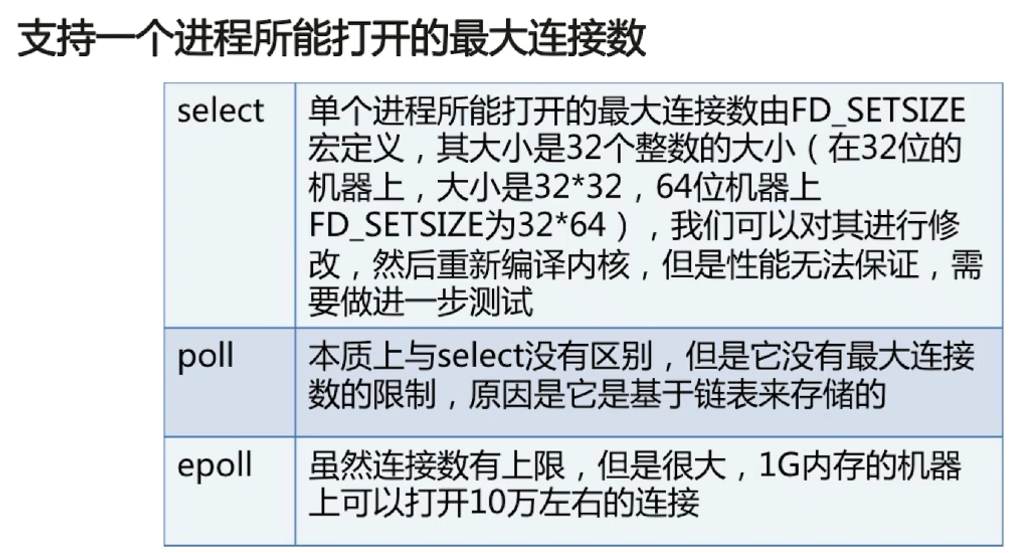 支持一个进程所能打开的最大连接数
select
单个进程所能打开的最大连接数由FD_SETSIZE
宏定义，其大小是32个整数的大小（在32位的
机器上，大小是32*32，64位机器上
FD_SETSIZE为32*64），我们可以对其进行修
改，然后重新编译内核，但是性能无法保证，需
要做进一步测试
poll
本质上与select没有区别，但是它没有最大连接
数的限制，原因是它是基于链表来存储的
epoll
虽然连接数有上限，但是很大，1G内存的机器
上可以打开10万左右的连接